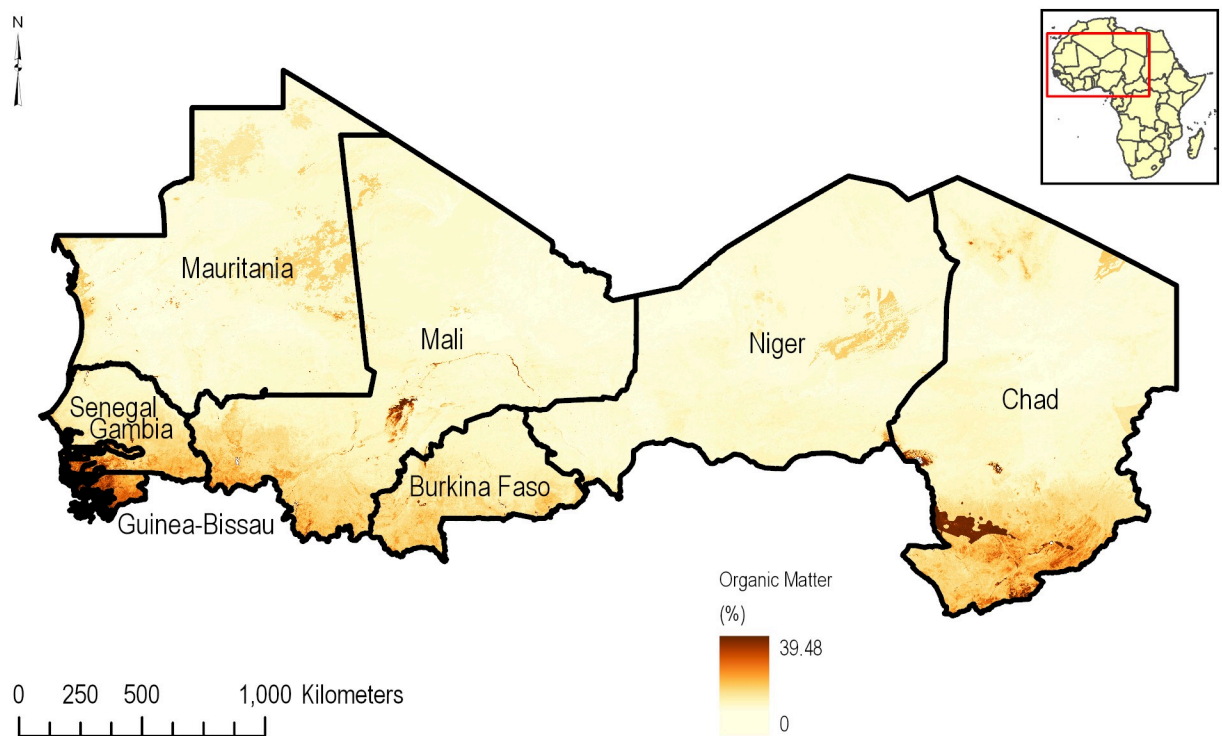 N
Mauritania
Mali
Niger
Chad
Senegal
Gambia
Burkina Faso
Guinea-Bissau
Organic Matter
(%)
39.48
0
0 250 500 1,000 Kilometers